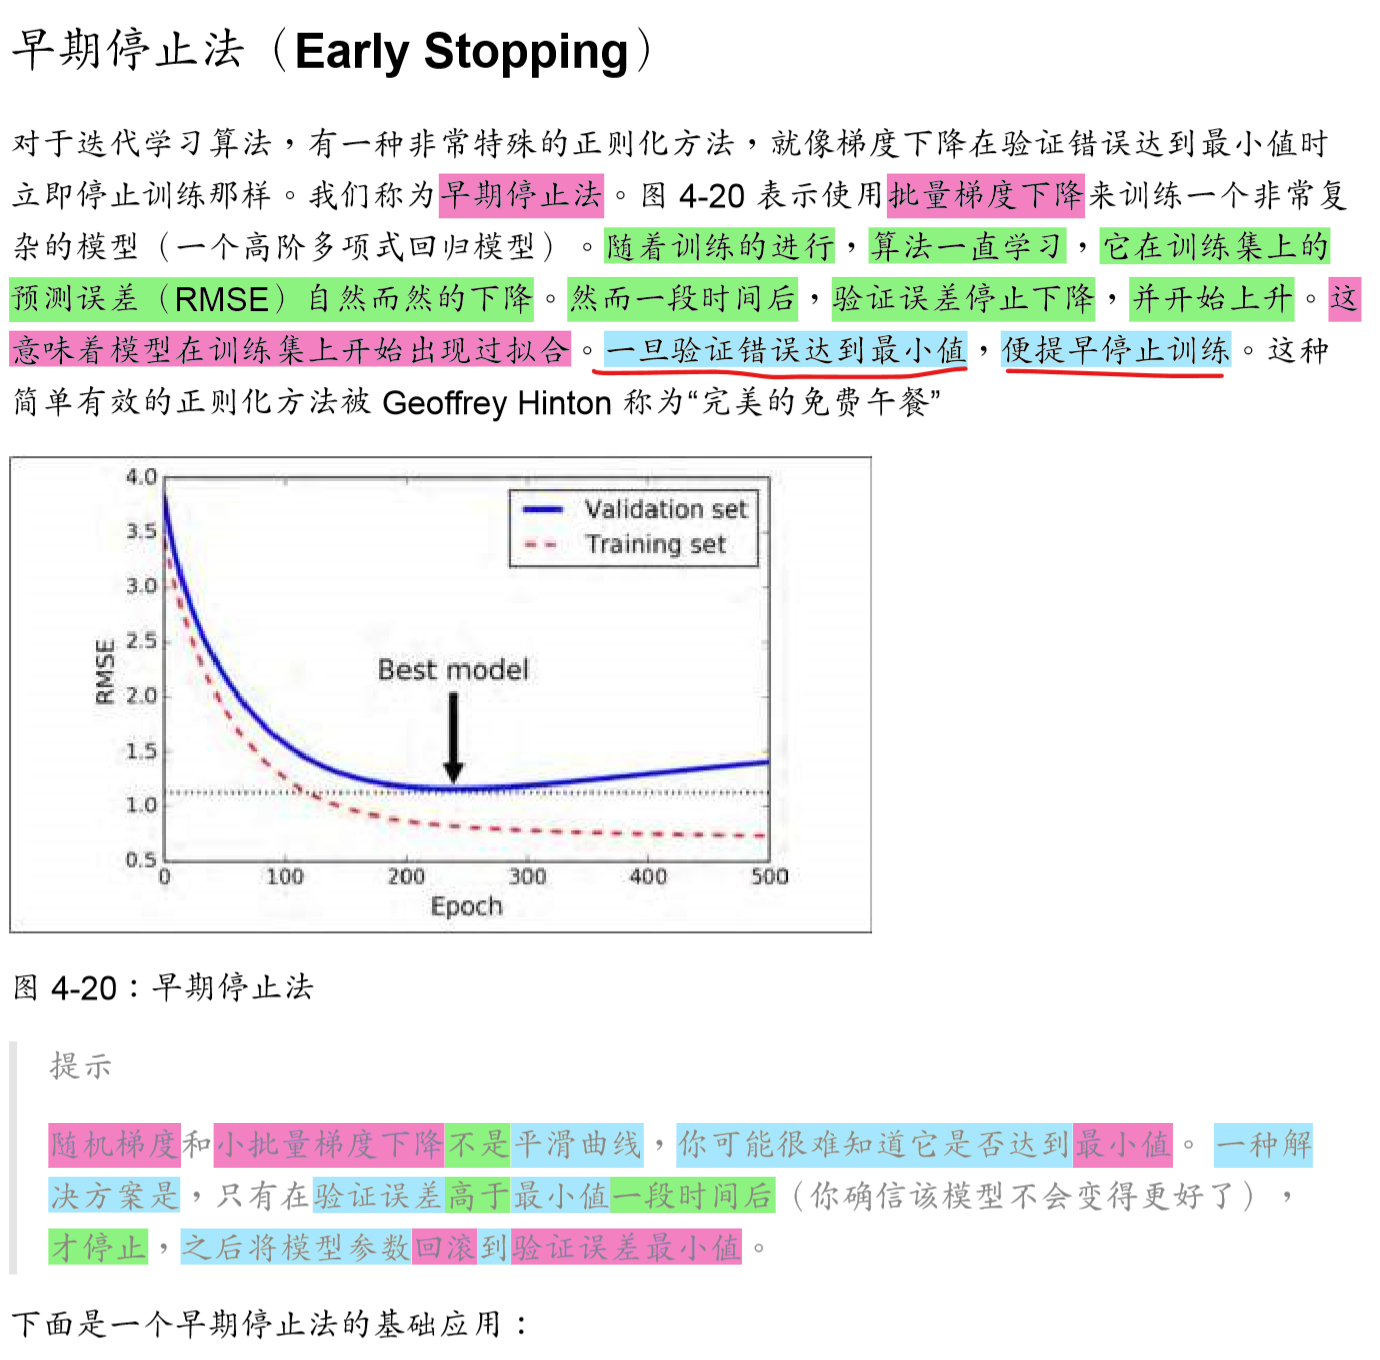 早期停止法（Early Stopping）
对于迭代学习算法，有一种非常特殊的正则化方法，就像梯度下降在验证错误达到最小值时
立即停止训练那样。我们称为早期停止法。图 4-20 表示使用批量梯度下降来训练一个非常复
杂的模型（一个高阶多项式回归模型）。随着训练的进行，算法一直学习，它在训练集上的
预测误差（RMSE）自然而然的下降。然而一段时间后，验证误差停止下降，并开始上升。这
意味着模型在训练集上开始出现过拟合。一旦验证错误达到最小值，便提早停止训练。这种
简单有效的正则化方法被 Geoffrey Hinton 称为“完美的免费午餐”
4.0
3.5
3.0
2.5
2.0
1.5
1.0
0.5
RMSE
Validation set
Training set
Best model
0 100 200 300 400 500
Epoch
图 4-20：早期停止法
提示
随机梯度和小批量梯度下降不是平滑曲线，你可能很难知道它是否达到最小值。 一种解
决方案是，只有在验证误差高于最小值一段时间后（你确信该模型不会变得更好了），
才停止，之后将模型参数回滚到验证误差最小值。
下面是一个早期停止法的基础应用：